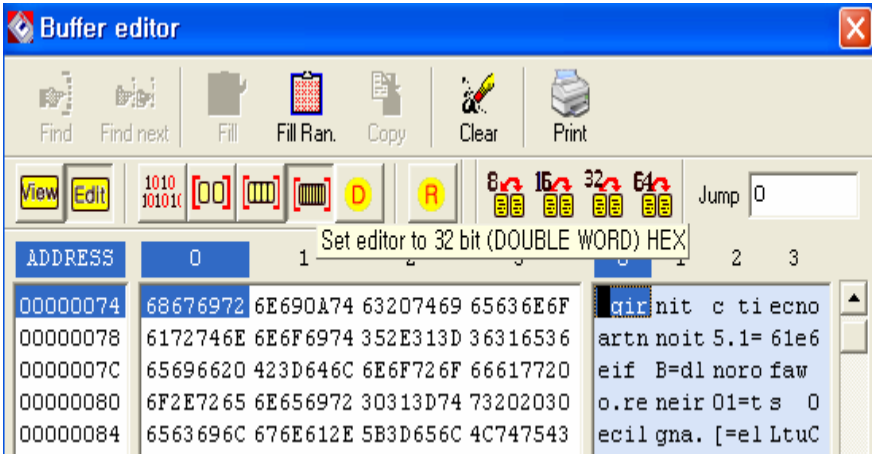 Buffer editor
Find Find next Fill Fill Ran. Copy Clear Print
View Edit 1010 10101 D R 8 16 32 64 Jump 0
Set editor to 32 bit (DOUBLE WORD) HEX
ADDRESS 0 1 2 3 0 1 2 3
00000074 68676972 6E690A74 63207469 65636E6F gir nit c ti ecno
00000078 6172746E 6E6F6974 352E313D 36316536 artn noit 5.1= 61e6
0000007C 65696620 423D646C 6E6F726F 66617720 eif B=dl noro faw
00000080 6F2E7265 6E656972 30313D74 73202030 o.re neir 01=t s 0
00000084 6563696C 676E612E 5B3D656C 4C747543 ecil gna. [=el LtuC